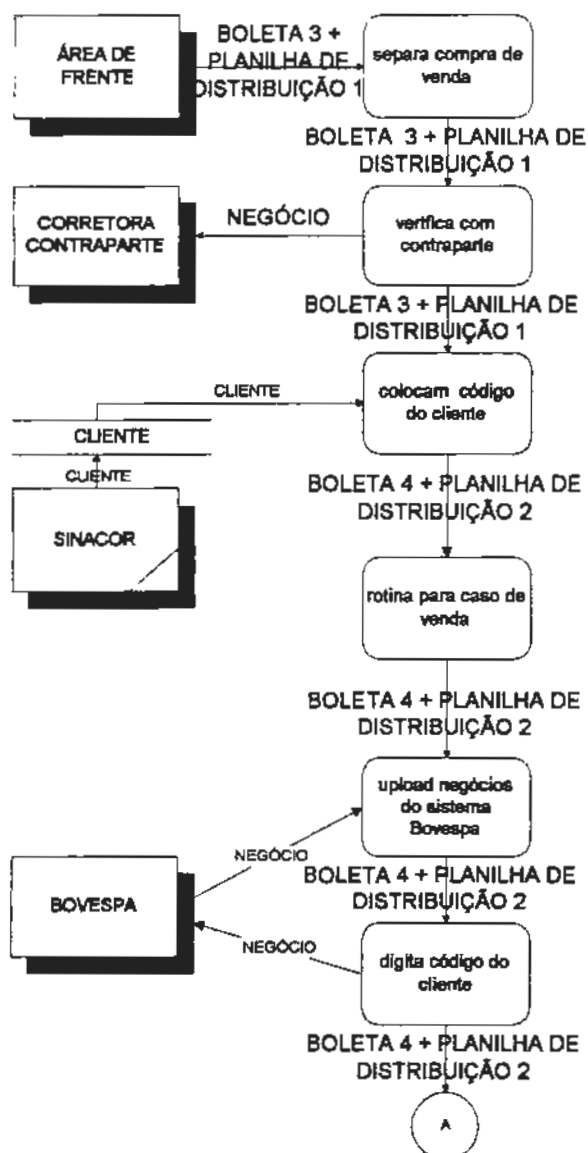 ÁREA DE
FRENTE
BOLETA 3 +
PLANILHA DE
DISTRIBUIÇÃO 1
separa compra de
venda
BOLETA 3 + PLANILHA DE
DISTRIBUIÇÃO 1
CORRETORA
CONTRAPARTE
NEGÓCIO
verifica com
contraparte
BOLETA 3 + PLANILHA DE
DISTRIBUIÇÃO 1
CLIENTE
colocam código
do cliente
CLIENTE
CLIENTE
BOLETA 4 + PLANILHA DE
DISTRIBUIÇÃO 2
SINACOR
rotina para caso de
venda
BOLETA 4 + PLANILHA DE
DISTRIBUIÇÃO 2
upload negócios
do sistema
Bovespa
NEGÓCIO
BOLETA 4 + PLANILHA DE
DISTRIBUIÇÃO 2
BOVESPA
NEGÓCIO
digita código do
cliente
BOLETA 4 + PLANILHA DE
DISTRIBUIÇÃO 2
A